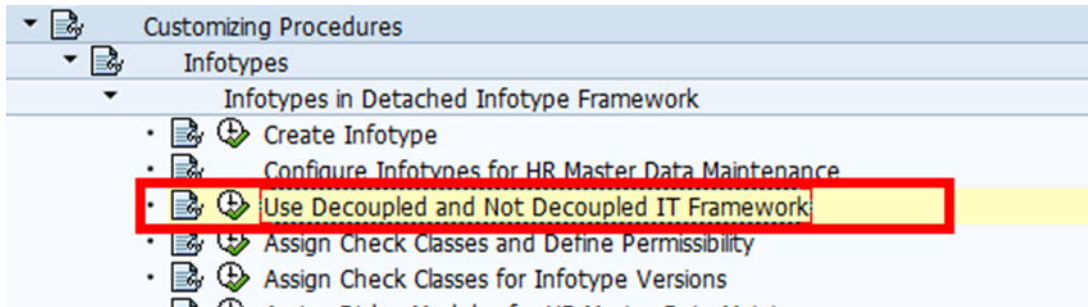 Customizing Procedures
Infotypes
Infotypes in Detached Infotype Framework
Create Infotype
Configure Infotypes for HR Master Data Maintenance
Use Decoupled and Not Decoupled IT Framework
Assign Check Classes and Define Permissibility
Assign Check Classes for Infotype Versions